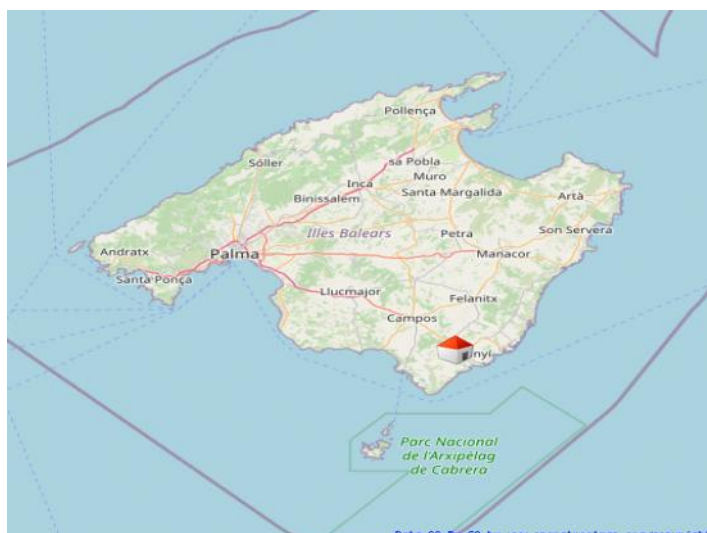 Pollença
sa Pobla
Sóller
Muro
Inca
Santa Margalida
Artà
Binissalem
Son Servera
Illes Balears
Petra
Andratx
Palma
Manacor
Santa Ponça
Llucmajor
Felanitx
Campos
nyí
Parc Nacional
de l'Arxipèlag
de Cabrera